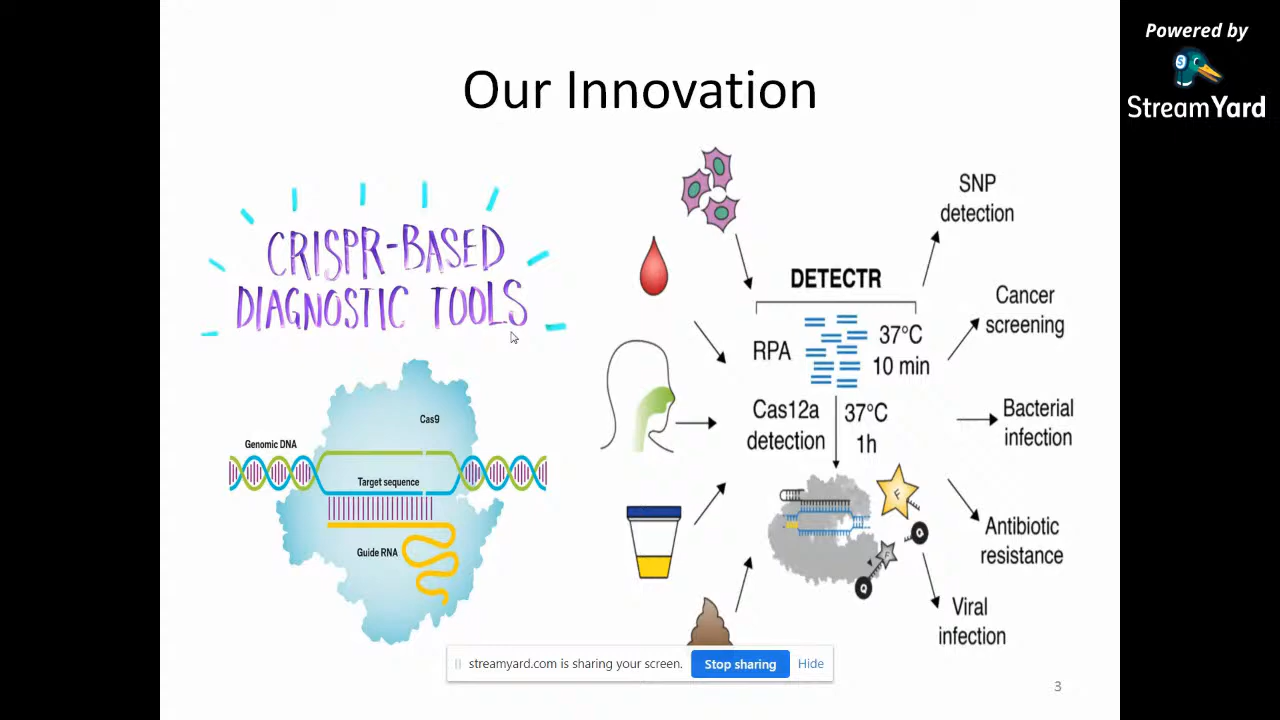 Powered by
StreamYard
Our Innovation
CRISPR-BASED
DIAGNOSTIC TOOLS
Cas9
Genomic DNA
Target sequence
Guide RNA
DETECTR
RPA
37°C
10 min
Cas12a
detection
37°C
1h
F
F
Q
Q
SNP
detection
Cancer
screening
Bacterial
infection
Antibiotic
resistance
Viral
infection
streamyard.com is sharing your screen.
Stop sharing
Hide
3